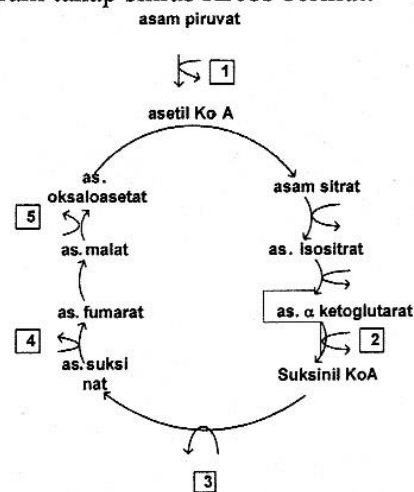 asam piruvat
1
asetil Ko A
as.
oksaloasetat
asam sitrat
5
as. malat
as. isositrat
as. fumarat
as. α ketoglutarat
4
2
as. suksi
nat
Suksinil KoA
3